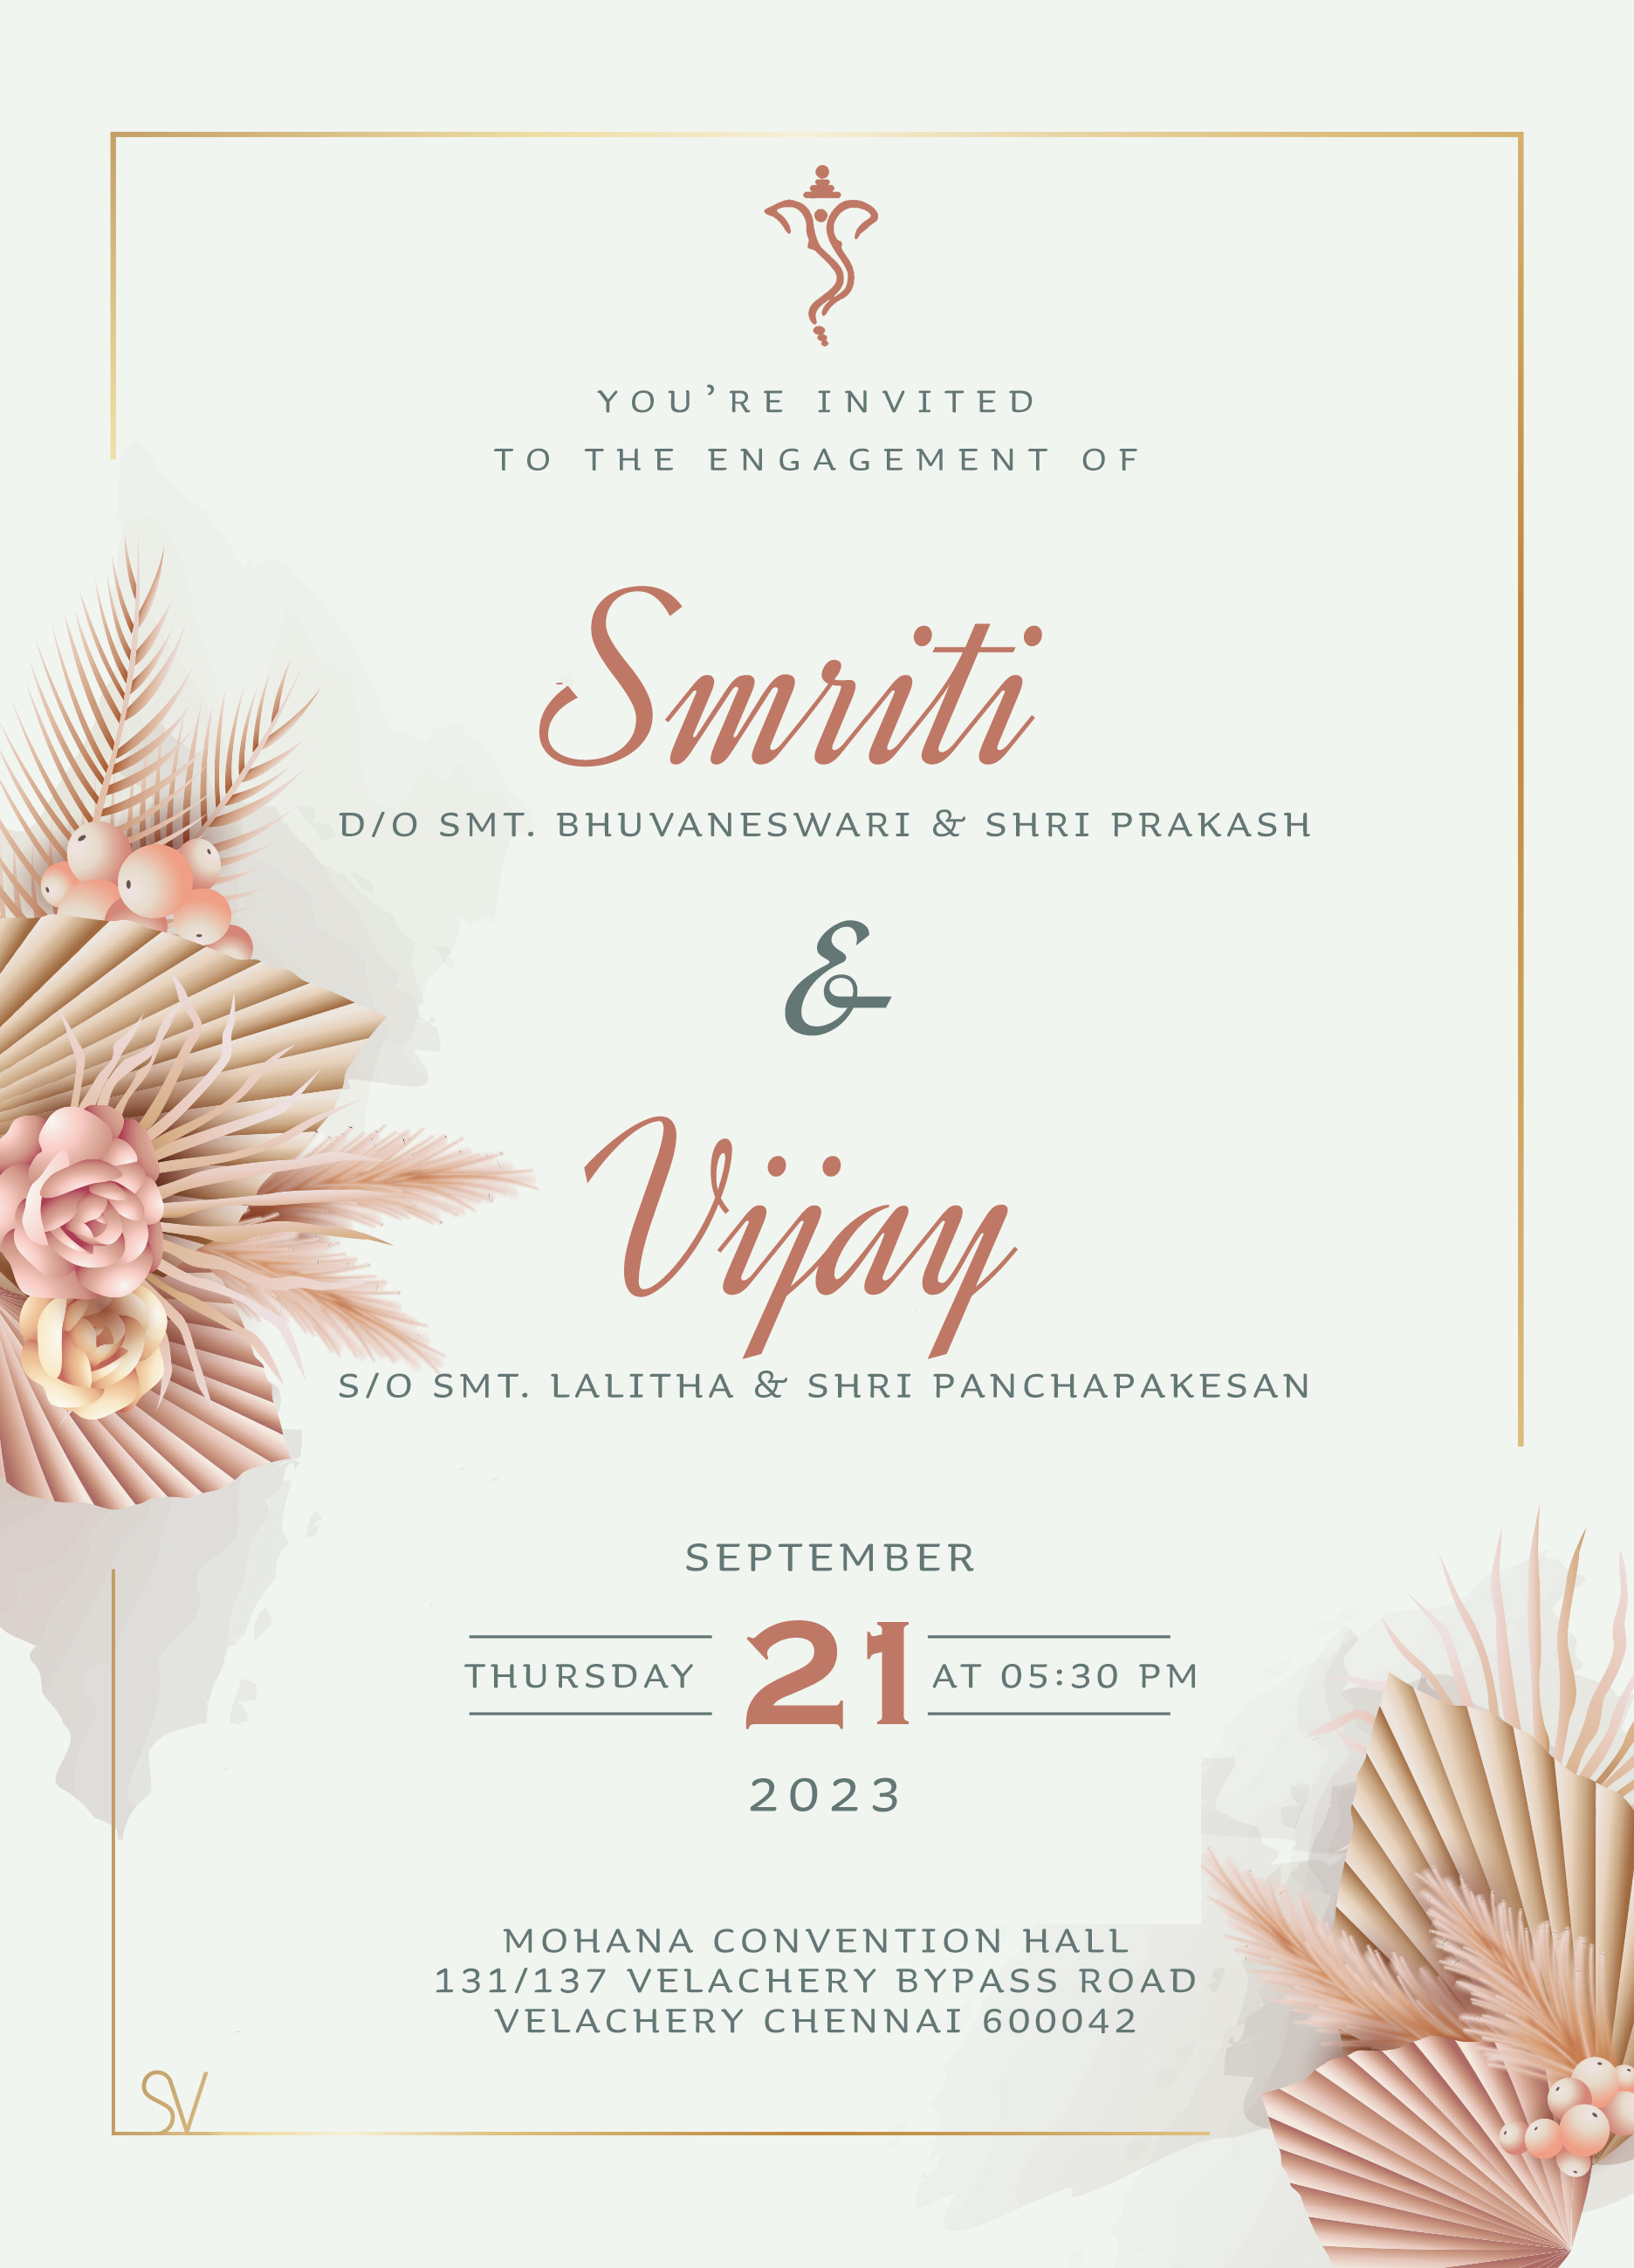 YOU'RE INVITED
TO THE ENGAGEMENT OF
Smriti
D/O SMT. BHUVANESWARI & SHRI PRAKASH
&
Vijay
S/O SMT. LALITHA & SHRI PANCHAPAKESAN
SEPTEMBER
THURSDAY 21 AT 05:30 PM
2023
MOHANA CONVENTION HALL
131/137 VELACHERY BYPASS ROAD
VELACHERY CHENNAI 600042
SV